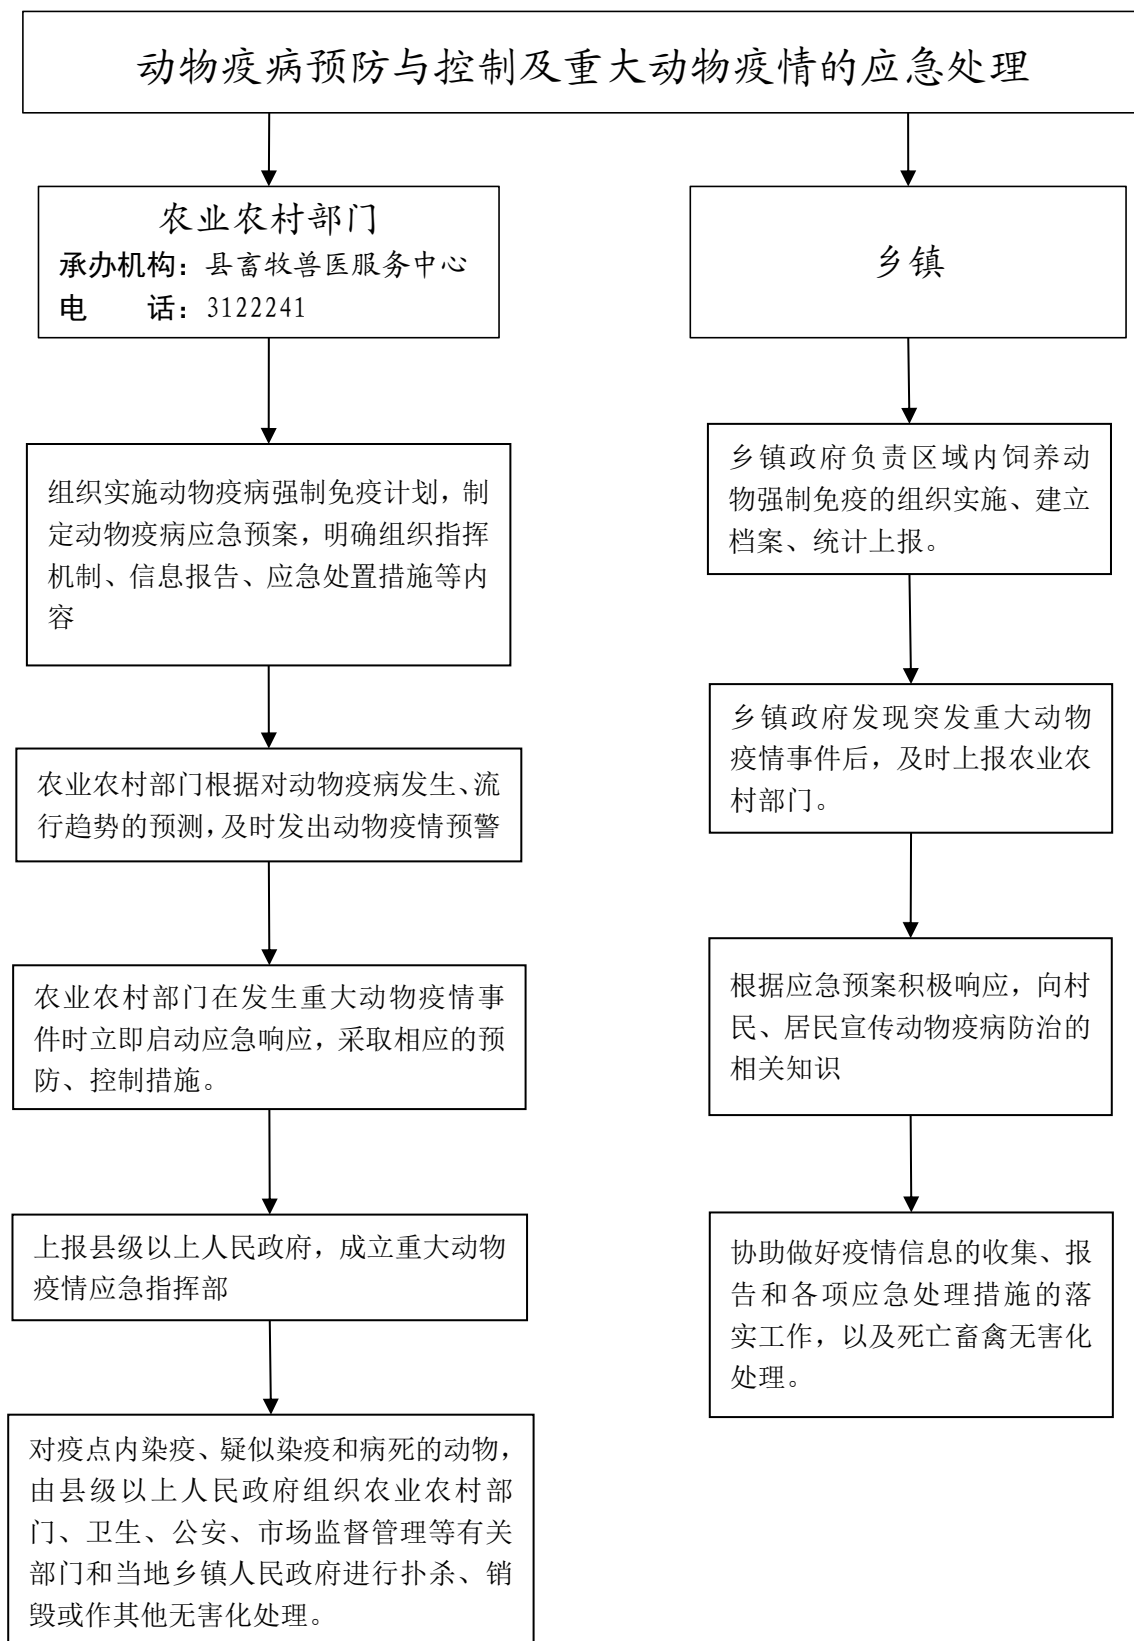 动物疫病预防与控制及重大动物疫情的应急处理
农业农村部门
承办机构：县畜牧兽医服务中心
电　　话：3122241
组织实施动物疫病强制免疫计划，制
定动物疫病应急预案，明确组织指挥
机制、信息报告、应急处置措施等内
容
农业农村部门根据对动物疫病发生、流
行趋势的预测，及时发出动物疫情预警
农业农村部门在发生重大动物疫情事
件时立即启动应急响应，采取相应的预
防、控制措施。
上报县级以上人民政府，成立重大动物
疫情应急指挥部
对疫点内染疫、疑似染疫和病死的动物，
由县级以上人民政府组织农业农村部
门、卫生、公安、市场监督管理等有关
部门和当地乡镇人民政府进行扑杀、销
毁或作其他无害化处理。
乡镇
乡镇政府负责区域内饲养动
物强制免疫的组织实施、建立
档案、统计上报。
乡镇政府发现突发重大动物
疫情事件后，及时上报农业农
村部门。
根据应急预案积极响应，向村
民、居民宣传动物疫病防治的
相关知识
协助做好疫情信息的收集、报
告和各项应急处理措施的落
实工作，以及死亡畜禽无害化
处理。